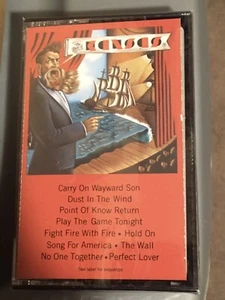 KANSAS
Carry On Wayward Son
Dust In The Wind
Point Of Know Return
Play The Game Tonight
Fight Fire With Fire • Hold On
Song For America • The Wall
No One Together • Perfect Lover